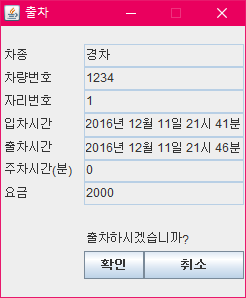 출차
차종 경차
차량번호 1234
자리번호 1
입차시간 2016년 12월 11일 21시 41분
출차시간 2016년 12월 11일 21시 46분
주차시간(분) 0
요금 2000
출차하시겠습니까?
확인 취소